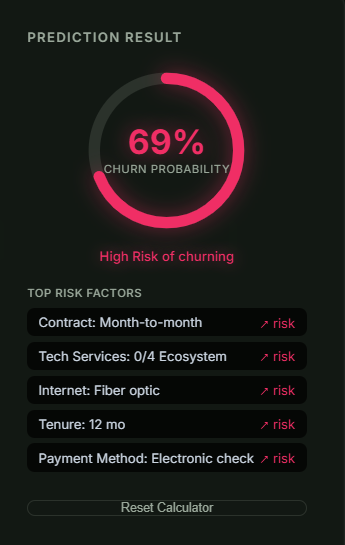 PREDICTION RESULT
69%
CHURN PROBABILITY
High Risk of churning
TOP RISK FACTORS
Contract: Month-to-month ↗ risk
Tech Services: 0/4 Ecosystem ↗ risk
Internet: Fiber optic ↗ risk
Tenure: 12 mo ↗ risk
Payment Method: Electronic check ↗ risk
Reset Calculator